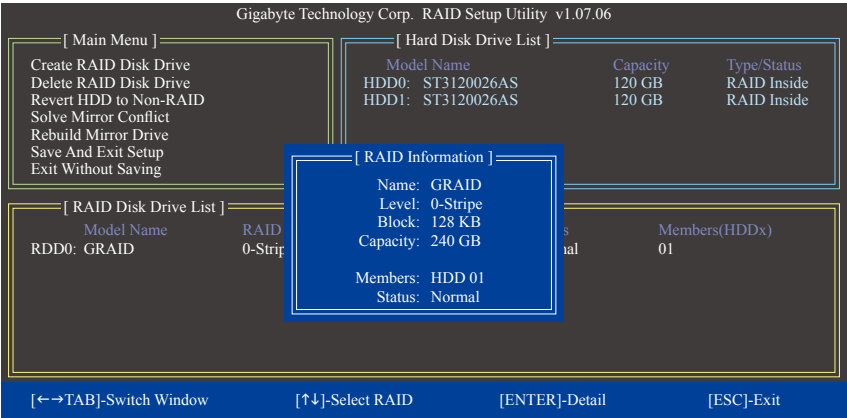 Gigabyte Technology Corp. RAID Setup Utility v1.07.06
[ Main Menu ]
Create RAID Disk Drive
Delete RAID Disk Drive
Revert HDD to Non-RAID
Solve Mirror Conflict
Rebuild Mirror Drive
Save And Exit Setup
Exit Without Saving
[ Hard Disk Drive List ]
Model Name Capacity Type/Status
HDD0: ST3120026AS 120 GB RAID Inside
HDD1: ST3120026AS 120 GB RAID Inside
[ RAID Information ]
Name: GRAID
Level: 0-Stripe
Block: 128 KB
Capacity: 240 GB
Members: HDD 01
Status: Normal
[ RAID Disk Drive List ]
Model Name RAID Members(HDDx)
RDD0: GRAID 0-Strip 01
[←→TAB]-Switch Window [↑↓]-Select RAID [ENTER]-Detail [ESC]-Exit